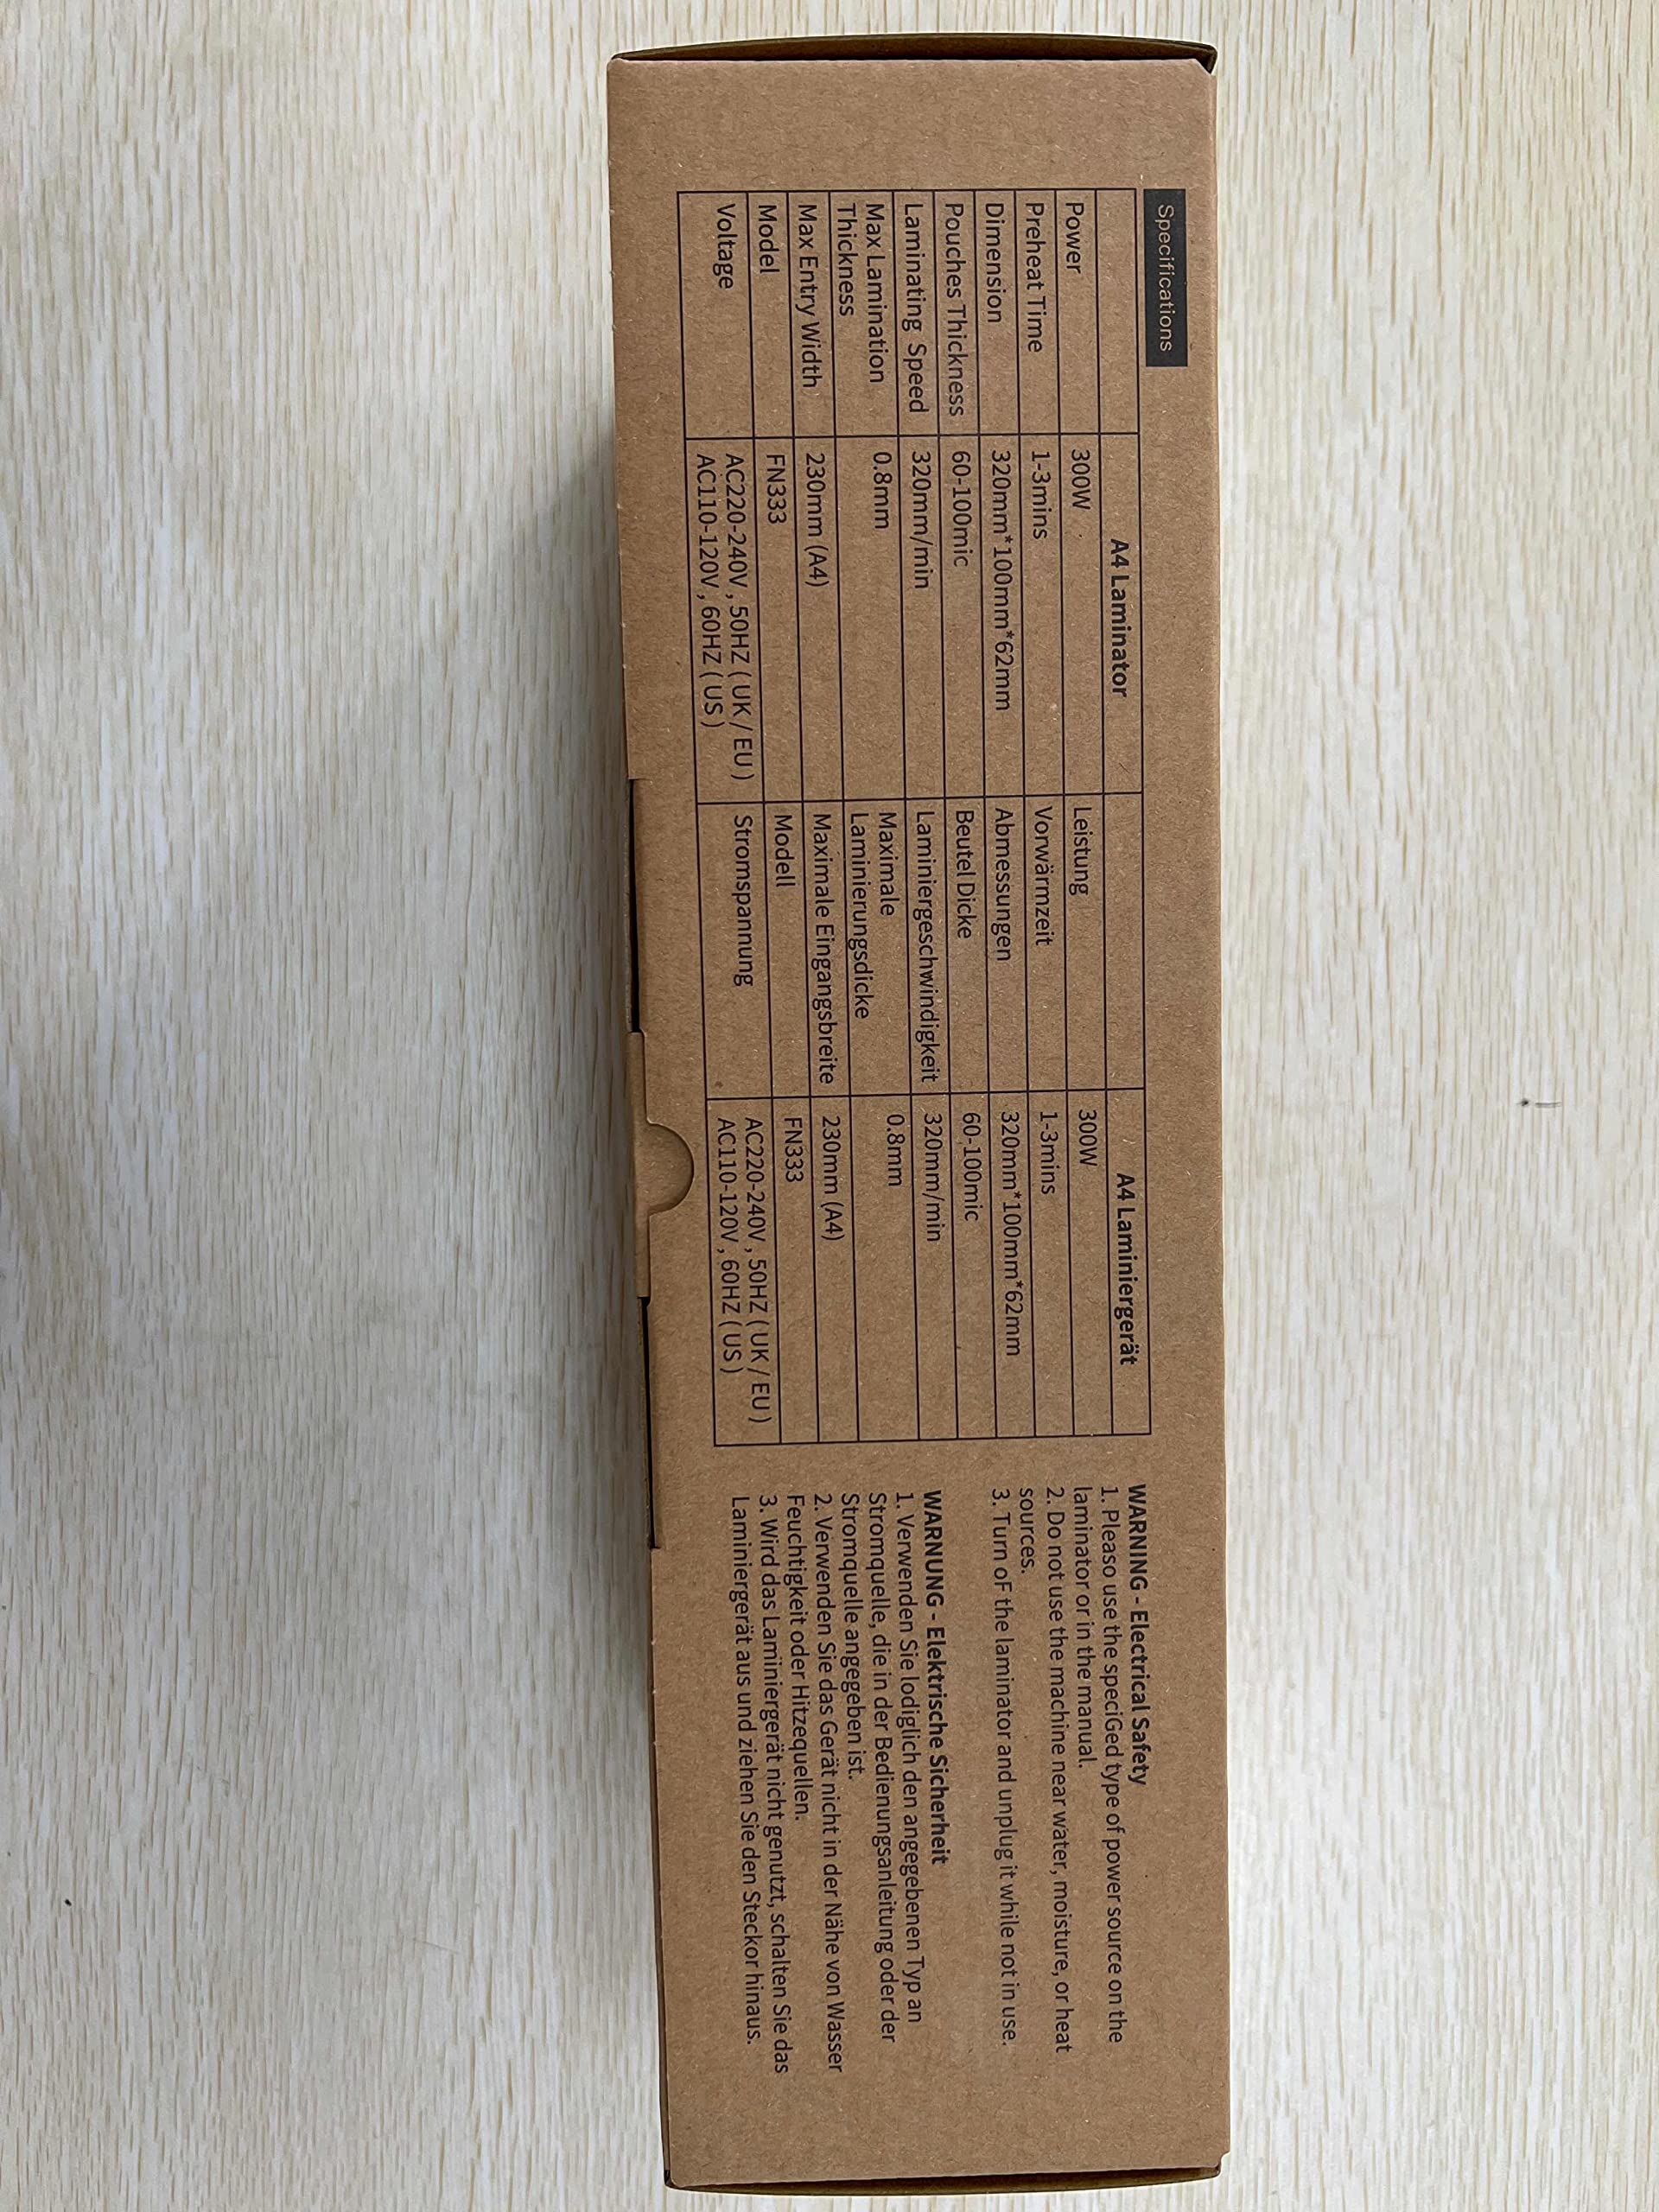 Specifications
A4 Laminator A4 Laminiergerät
Power 300W Leistung 300W
Preheat Time 1-3mins Vorwärmzeit 1-3mins
Dimension 320mm*100mm*62mm Abmessungen 320mm*100mm*62mm
Pouches Thickness 60-100mic Beutel Dicke 60-100mic
Laminating Speed 320mm/min Laminiergeschwindigkeit 320mm/min
Max Lamination 0.8mm Maximale 0.8mm
Thickness Laminierungsdicke
Max Entry Width 230mm (A4) Maximale Eingangsbreite 230mm (A4)
Model FN333 Modell FN333
Voltage AC220-240V , 50HZ ( UK / EU ) Stromspannung AC220-240V , 50HZ ( UK / EU )
AC110-120V , 60HZ ( US ) AC110-120V , 60HZ ( US )
WARNING - Electrical Safety
1. Pleaso use the speciGed type of power source on the
laminator or in the manual.
2. Do not use the machine near water, moisture, or heat
sources.
3. Turn oF the laminator and unplug it while not in use.
WARNUNG - Elektrische Sicherheit
1. Verwenden Sie lodiglich den angegebenen Typ an
Stromquelle, die in der Bedienungsanleitung oder der
Stromquelle angegeben ist.
2. Verwenden Sie das Gerät nicht in der Nähe von Wasser
Feuchtigkeit oder Hitzequellen.
3. Wird das Laminiergerät nicht genutzt, schalten Sie das
Laminiergerät aus und ziehen Sie den Steckor hinaus.